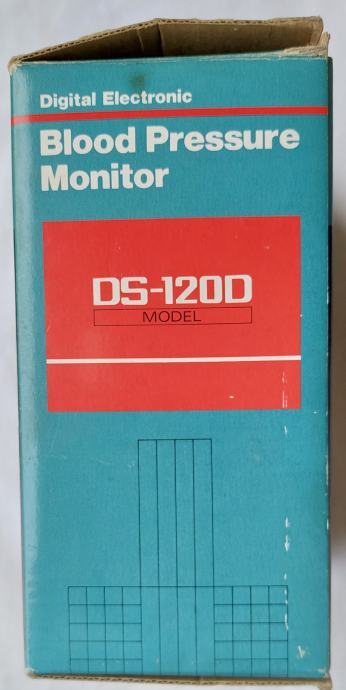 Digital Electronic
Blood Pressure
Monitor
DS-120D
MODEL